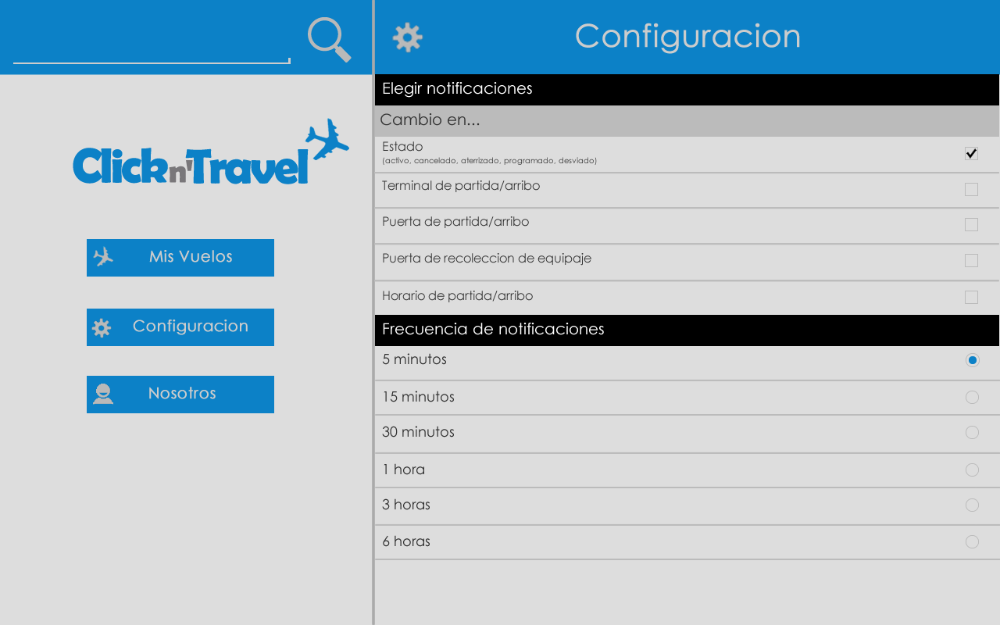 Configuracion
Click n' Travel
Mis Vuelos
Configuracion
Nosotros
Elegir notificaciones
Cambio en...
Estado
(activo, cancelado, aterrizado, programado, desviado)
Terminal de partida/arribo
Puerta de partida/arribo
Puerta de recoleccion de equipaje
Horario de partida/arribo
Frecuencia de notificaciones
5 minutos
15 minutos
30 minutos
1 hora
3 horas
6 horas